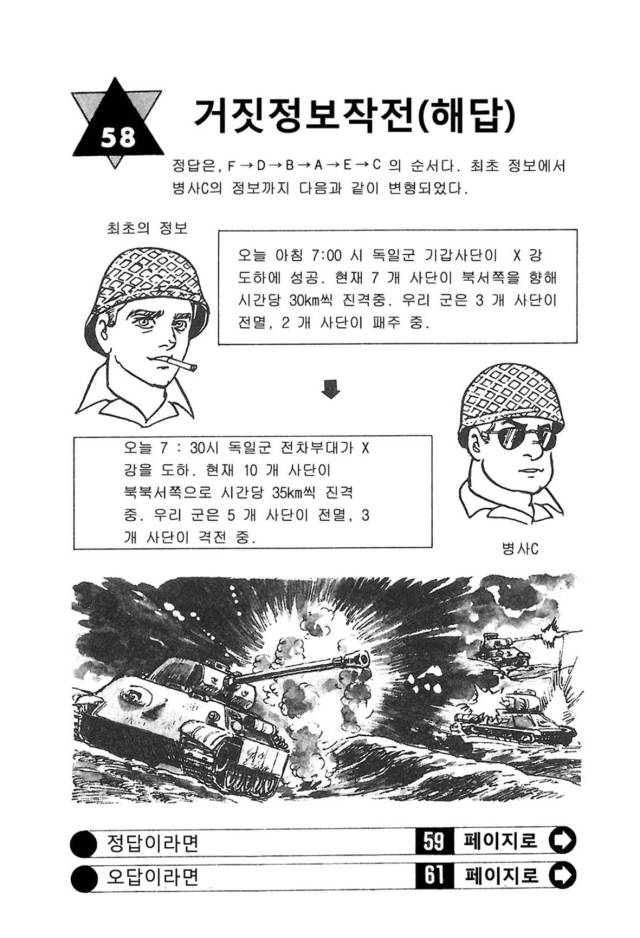 58
거짓정보작전(해답)
정답은, F→D→B→A→E→C 의 순서다. 최초 정보에서
병사C의 정보까지 다음과 같이 변형되었다.
최초의 정보
오늘 아침 7:00 시 독일군 기갑사단이 X 강
도하에 성공. 현재 7 개 사단이 북서쪽을 향해
시간당 30km씩 진격중. 우리 군은 3 개 사단이
전멸, 2 개 사단이 패주 중.
오늘 7 : 30시 독일군 전차부대가 X
강을 도하. 현재 10 개 사단이
북북서쪽으로 시간당 35km씩 진격
중. 우리 군은 5 개 사단이 전멸, 3
개 사단이 격전 중.
병사C
정답이라면 59 페이지로
오답이라면 61 페이지로